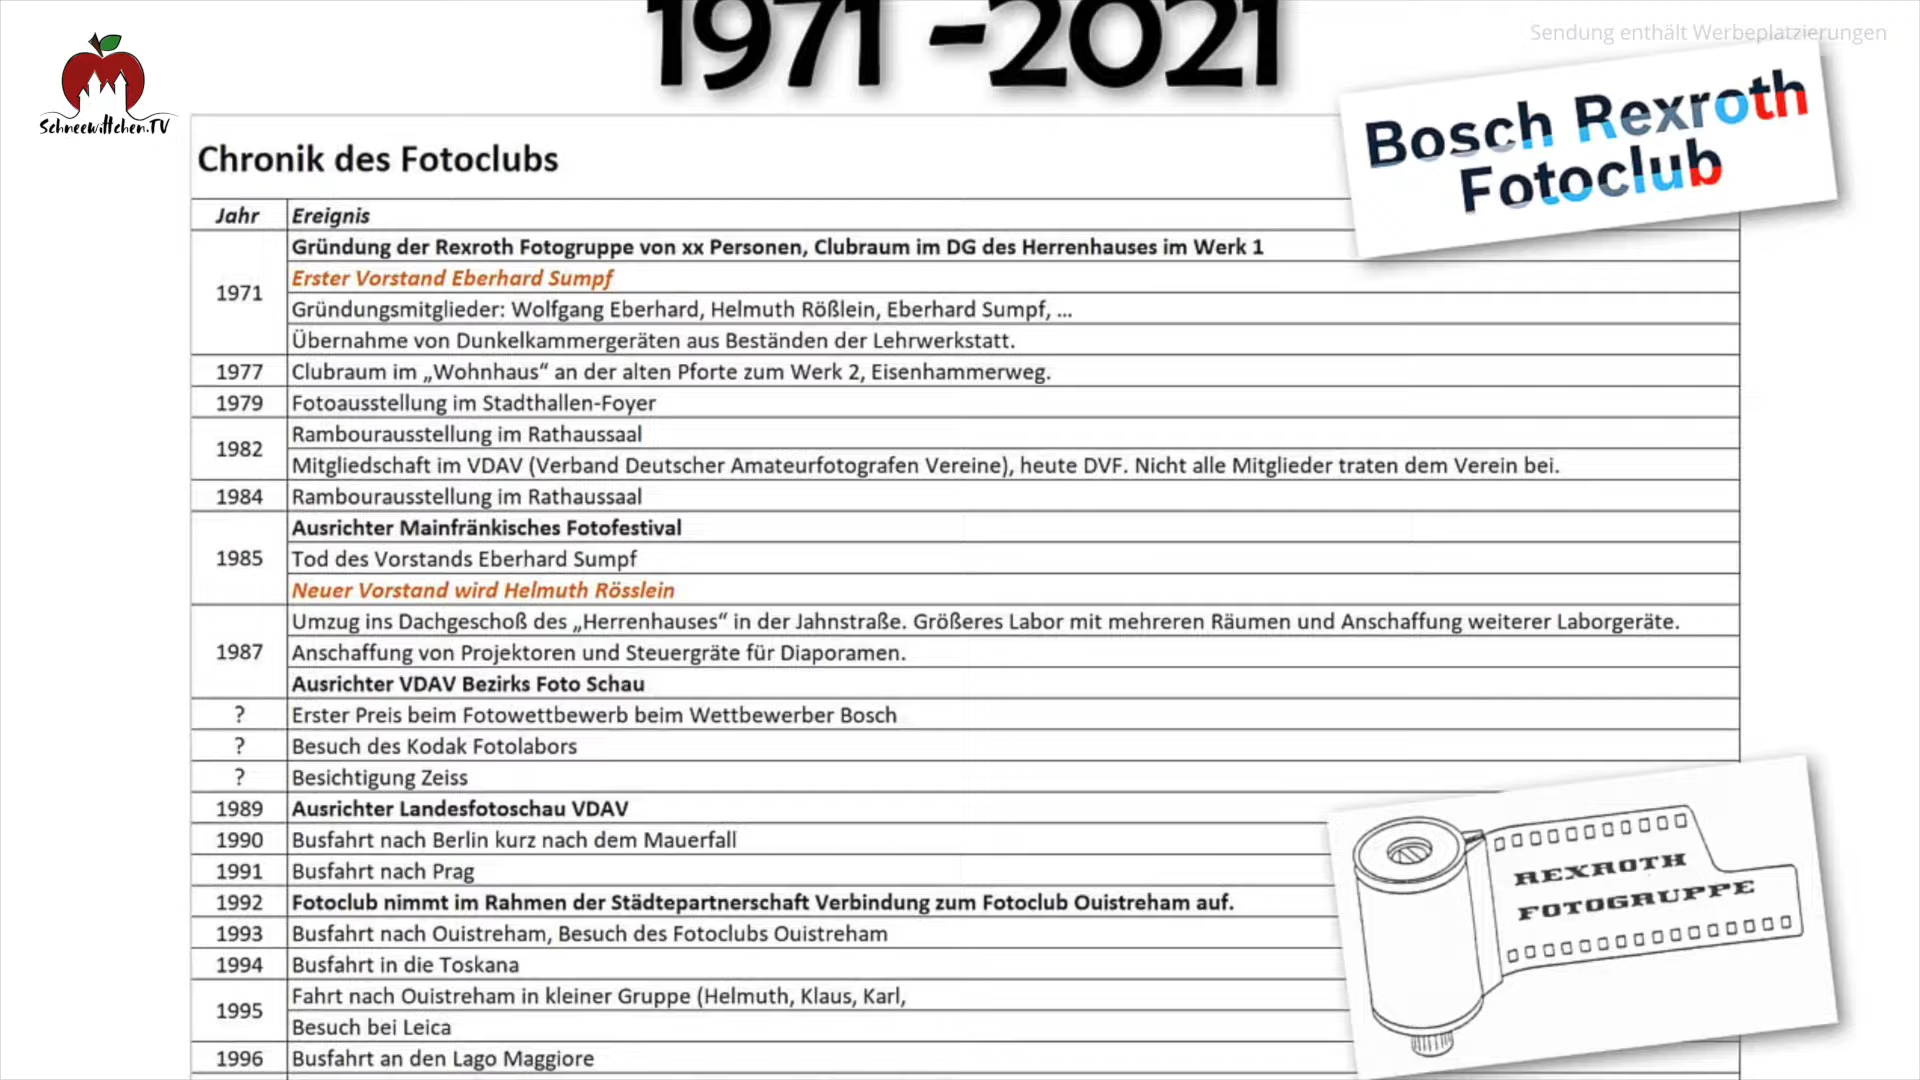 1971 -2021
Sendung enthält Werbeplatzierungen
Schneewittchen.TV
Bosch Rexroth
Fotoclub
Chronik des Fotoclubs
Jahr Ereignis
1971 Gründung der Rexroth Fotogruppe von xx Personen, Clubraum im DG des Herrenhauses im Werk 1
Erster Vorstand Eberhard Sumpf
Gründungsmitglieder: Wolfgang Eberhard, Helmuth Rößlein, Eberhard Sumpf, ...
Übernahme von Dunkelkammergeräten aus Beständen der Lehrwerkstatt.
1977 Clubraum im „Wohnhaus“ an der alten Pforte zum Werk 2, Eisenhammerweg.
1979 Fotoausstellung im Stadthallen-Foyer
1982 Rambourausstellung im Rathaussaal
Mitgliedschaft im VDAV (Verband Deutscher Amateurfotografen Vereine), heute DVF. Nicht alle Mitglieder traten dem Verein bei.
1984 Rambourausstellung im Rathaussaal
1985 Ausrichter Mainfränkisches Fotofestival
Tod des Vorstands Eberhard Sumpf
Neuer Vorstand wird Helmuth Rösslein
1987 Umzug ins Dachgeschoß des „Herrenhauses“ in der Jahnstraße. Größeres Labor mit mehreren Räumen und Anschaffung weiterer Laborgeräte.
Anschaffung von Projektoren und Steuergräte für Diaporamen.
Ausrichter VDAV Bezirks Foto Schau
? Erster Preis beim Fotowettbewerb beim Wettbewerber Bosch
? Besuch des Kodak Fotolabors
? Besichtigung Zeiss
1989 Ausrichter Landesfotoschau VDAV
1990 Busfahrt nach Berlin kurz nach dem Mauerfall
1991 Busfahrt nach Prag
1992 Fotoclub nimmt im Rahmen der Städtepartnerschaft Verbindung zum Fotoclub Ouistreham auf.
1993 Busfahrt nach Ouistreham, Besuch des Fotoclubs Ouistreham
1994 Busfahrt in die Toskana
1995 Fahrt nach Ouistreham in kleiner Gruppe (Helmuth, Klaus, Karl,
Besuch bei Leica
1996 Busfahrt an den Lago Maggiore
REXROTH
FOTOGRUPPE